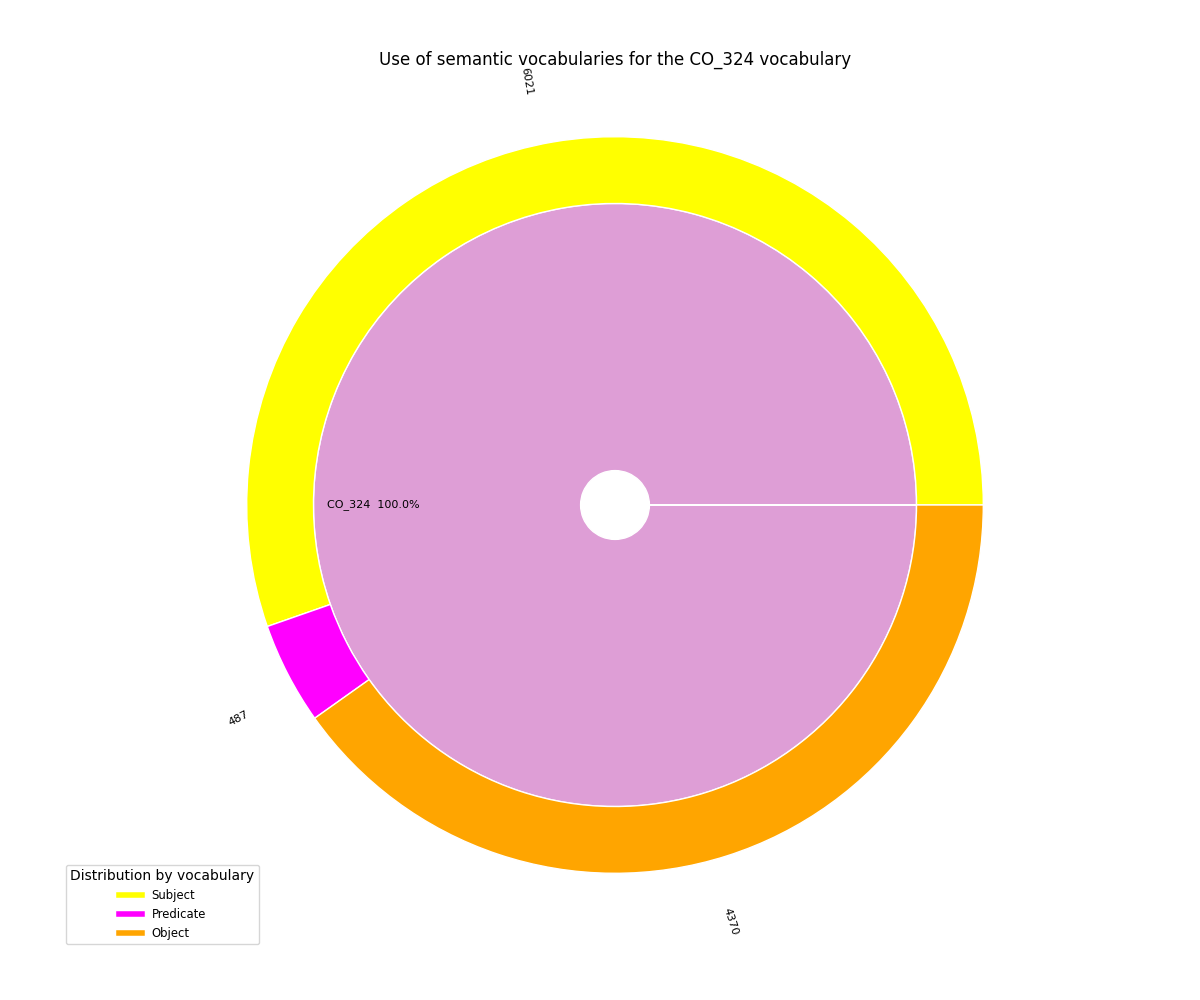 Use of semantic vocabularies for the CO_324 vocabulary
6021
CO_324 100.0%
487
4370
Distribution by vocabulary
Subject
Predicate
Object